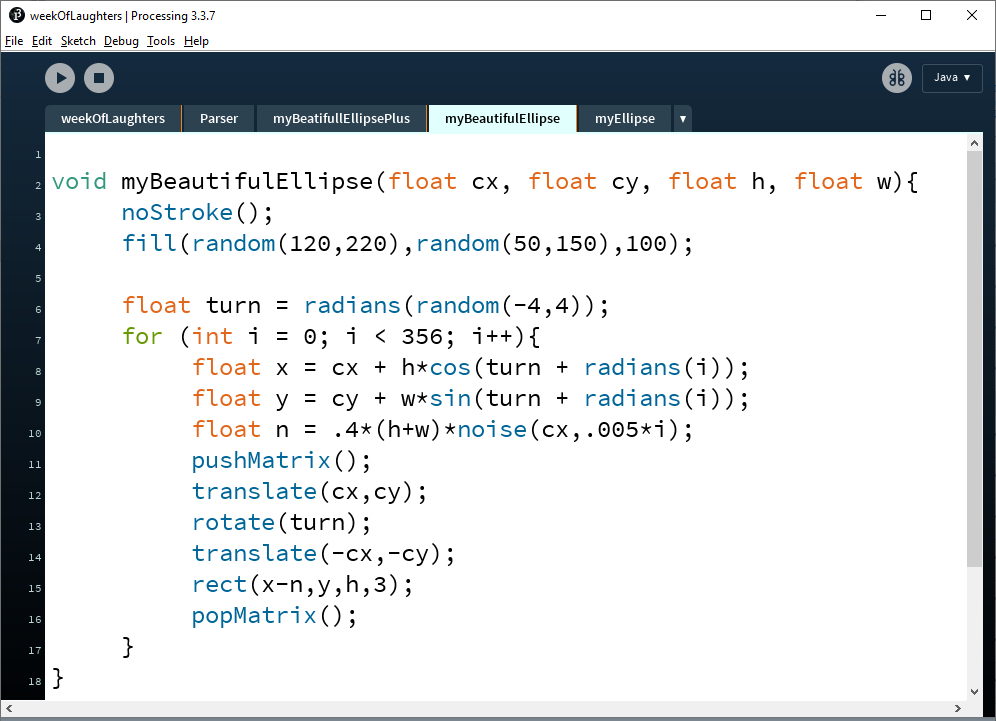 weekOfLaughters | Processing 3.3.7
File Edit Sketch Debug Tools Help
Java ▼
weekOfLaughters Parser myBeatifullEllipsePlus myBeautifulEllipse myEllipse ▼
1
2 void myBeautifulEllipse(float cx, float cy, float h, float w){
3 noStroke();
4 fill(random(120,220),random(50,150),100);
5
6 float turn = radians(random(-4,4));
7 for (int i = 0; i < 356; i++){
8 float x = cx + h*cos(turn + radians(i));
9 float y = cy + w*sin(turn + radians(i));
10 float n = .4*(h+w)*noise(cx,.005*i);
11 pushMatrix();
12 translate(cx,cy);
13 rotate(turn);
14 translate(-cx,-cy);
15 rect(x-n,y,h,3);
16 popMatrix();
17 }
18 }